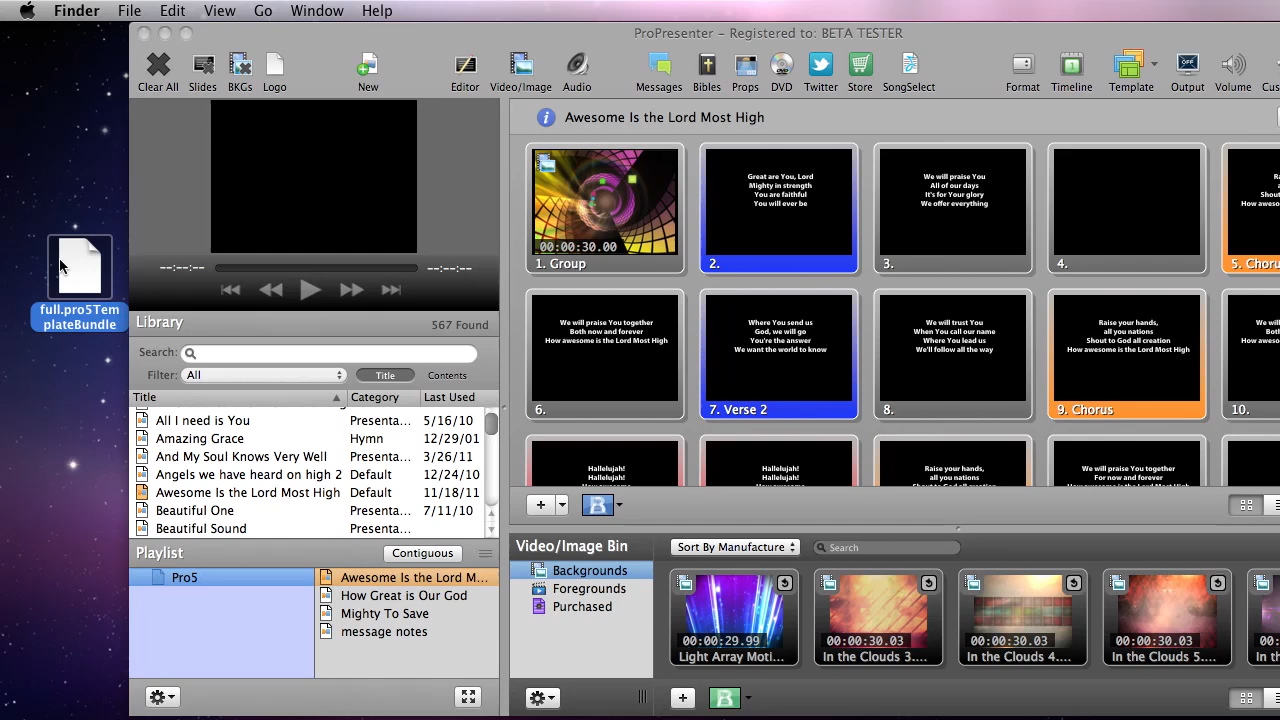 Finder File Edit View Go Window Help
ProPresenter – Registered to: BETA TESTER
Clear All Slides BKGs Logo New Editor Video/Image Audio Messages Bibles Props DVD Twitter Store SongSelect Format Timeline Template Output Volume
full.pro5Tem
plateBundle
--:--:-- --:--:--
Library 567 Found
Search:
Filter: All Title Contents
Title Category Last Used
All I need is You Presenta... 5/16/10
Amazing Grace Hymn 12/29/01
And My Soul Knows Very Well Presenta... 3/26/11
Angels we have heard on high 2 Default 12/24/10
Awesome Is the Lord Most High Default 11/18/11
Beautiful One Presenta... 7/11/10
Beautiful Sound Presenta...
Playlist Contiguous
Pro5
Awesome Is the Lord M...
How Great is Our God
Mighty To Save
message notes
Awesome Is the Lord Most High
00:00:30.00
1. Group
Great are You, Lord
Mighty in strength
You are faithful
You will ever be
2.
We will praise You
All of our days
It's for Your glory
We offer everything
3.
4.
5. Choru
We will praise You together
Both now and forever
How awesome is the Lord Most High
6.
Where You send us
God, we will go
You're the answer
We want the world to know
7. Verse 2
We will trust You
When You call our name
Where You lead us
We'll follow all the way
8.
Raise your hands,
all you nations
Shout to God all creation
How awesome is the Lord Most High
9. Chorus
10.
Hallelujah!
Hallelujah!
Hallelujah!
Hallelujah!
Raise your hands,
all you nations
We will praise You together
For now and forever
Video/Image Bin Sort By Manufacture Search
Backgrounds
Foregrounds
Purchased
00:00:29.99
Light Array Moti...
00:00:30.03
In the Clouds 3....
00:00:30.03
In the Clouds 4....
00:00:30.03
In the Clouds 5....